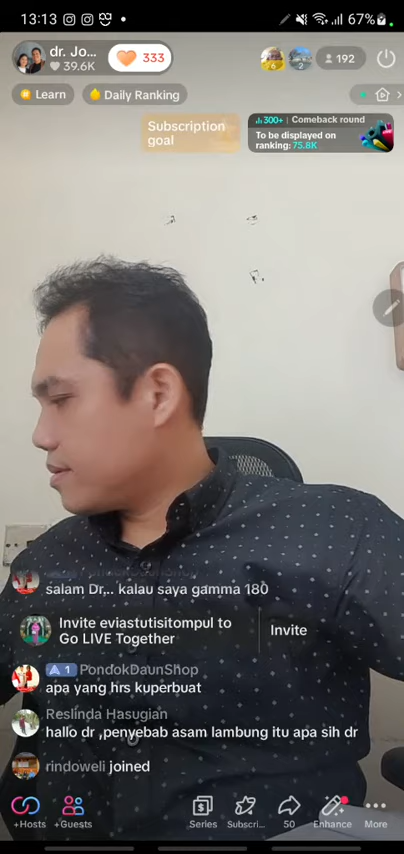 13:13
67%
dr. Jo...
39.6K
333
6
2
192
Learn
Daily Ranking
Subscription
goal
300+ | Comeback round
To be displayed on
ranking: 75.8K
salam Dr,.. kalau saya gamma 180
Invite eviastutisitompul to
Go LIVE Together
Invite
1 PondokDaunShop
apa yang hrs kuperbuat
Reslinda Hasugian
hallo dr ,penyebab asam lambung itu apa sih dr
rindoweli joined
+Hosts
+Guests
Series
Subscri...
50
Enhance
More